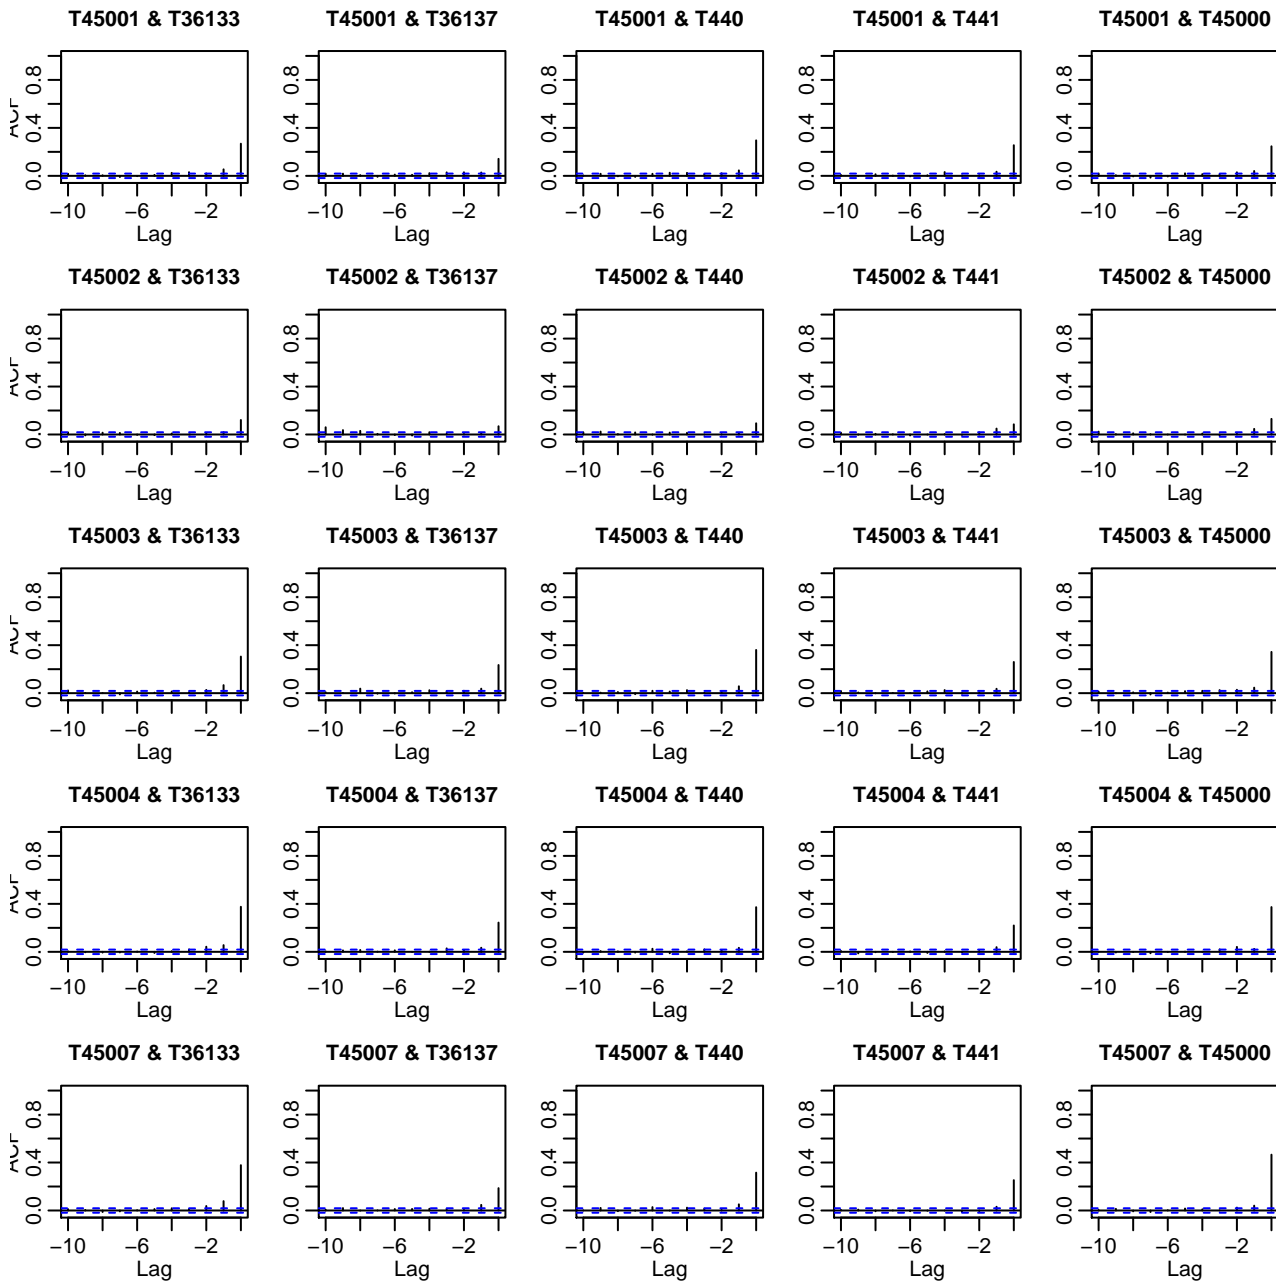 T45001 & T36133 T45001 & T36137 T45001 & T440 T45001 & T441 T45001 & T45000
0.0 0.4 0.8 0.0 0.4 0.8 0.0 0.4 0.8 0.0 0.4 0.8 0.0 0.4 0.8
ACF
−10 −6 −2 −10 −6 −2 −10 −6 −2 −10 −6 −2 −10 −6 −2
Lag Lag Lag Lag Lag
T45002 & T36133 T45002 & T36137 T45002 & T440 T45002 & T441 T45002 & T45000
0.0 0.4 0.8 0.0 0.4 0.8 0.0 0.4 0.8 0.0 0.4 0.8 0.0 0.4 0.8
ACF
−10 −6 −2 −10 −6 −2 −10 −6 −2 −10 −6 −2 −10 −6 −2
Lag Lag Lag Lag Lag
T45003 & T36133 T45003 & T36137 T45003 & T440 T45003 & T441 T45003 & T45000
0.0 0.4 0.8 0.0 0.4 0.8 0.0 0.4 0.8 0.0 0.4 0.8 0.0 0.4 0.8
ACF
−10 −6 −2 −10 −6 −2 −10 −6 −2 −10 −6 −2 −10 −6 −2
Lag Lag Lag Lag Lag
T45004 & T36133 T45004 & T36137 T45004 & T440 T45004 & T441 T45004 & T45000
0.0 0.4 0.8 0.0 0.4 0.8 0.0 0.4 0.8 0.0 0.4 0.8 0.0 0.4 0.8
ACF
−10 −6 −2 −10 −6 −2 −10 −6 −2 −10 −6 −2 −10 −6 −2
Lag Lag Lag Lag Lag
T45007 & T36133 T45007 & T36137 T45007 & T440 T45007 & T441 T45007 & T45000
0.0 0.4 0.8 0.0 0.4 0.8 0.0 0.4 0.8 0.0 0.4 0.8 0.0 0.4 0.8
ACF
−10 −6 −2 −10 −6 −2 −10 −6 −2 −10 −6 −2 −10 −6 −2
Lag Lag Lag Lag Lag